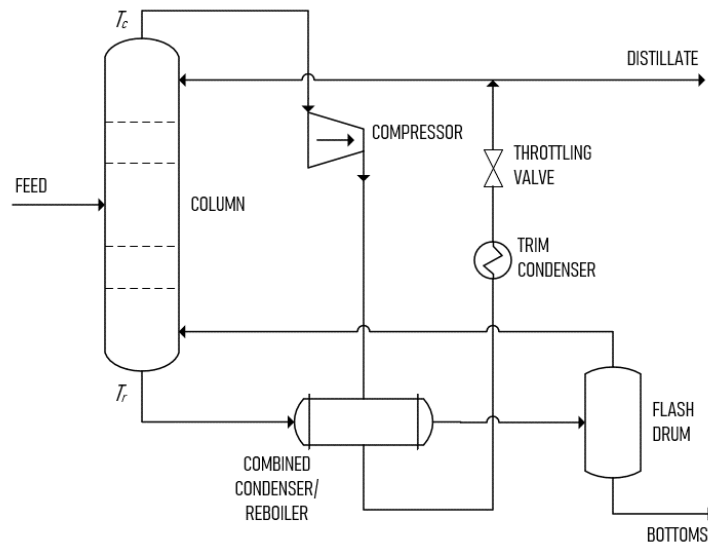 Tc
DISTILLATE
COMPRESSOR
THROTTLING
VALVE
FEED
COLUMN
TRIM
CONDENSER
Tr
FLASH
DRUM
COMBINED
CONDENSER/
REBOILER
BOTTOMS